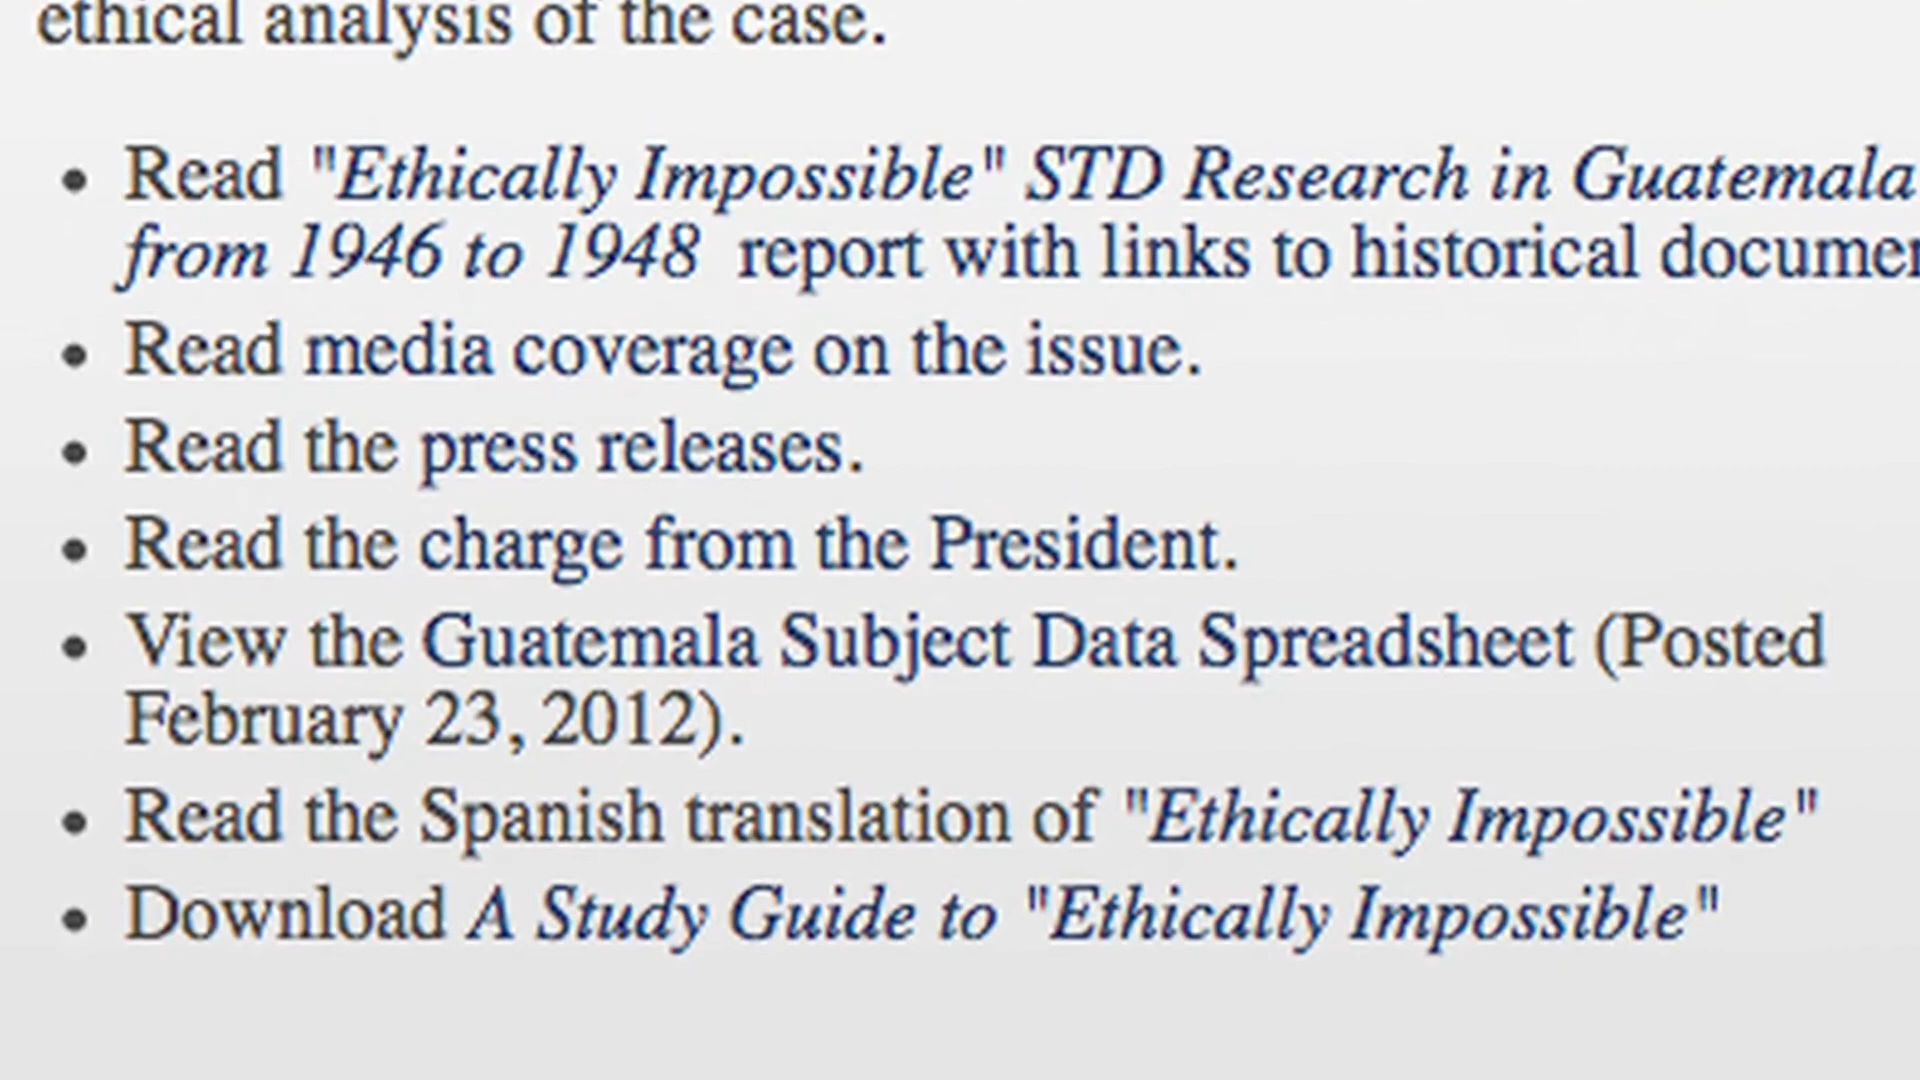 ethical analysis of the case.
• Read "Ethically Impossible" STD Research in Guatemala
from 1946 to 1948 report with links to historical
• Read media coverage on the issue.
• Read the press releases.
• Read the charge from the President.
• View the Guatemala Subject Data Spreadsheet (Posted
February 23, 2012).
• Read the Spanish translation of "Ethically Impossible"
• Download A Study Guide to "Ethically Impossible"